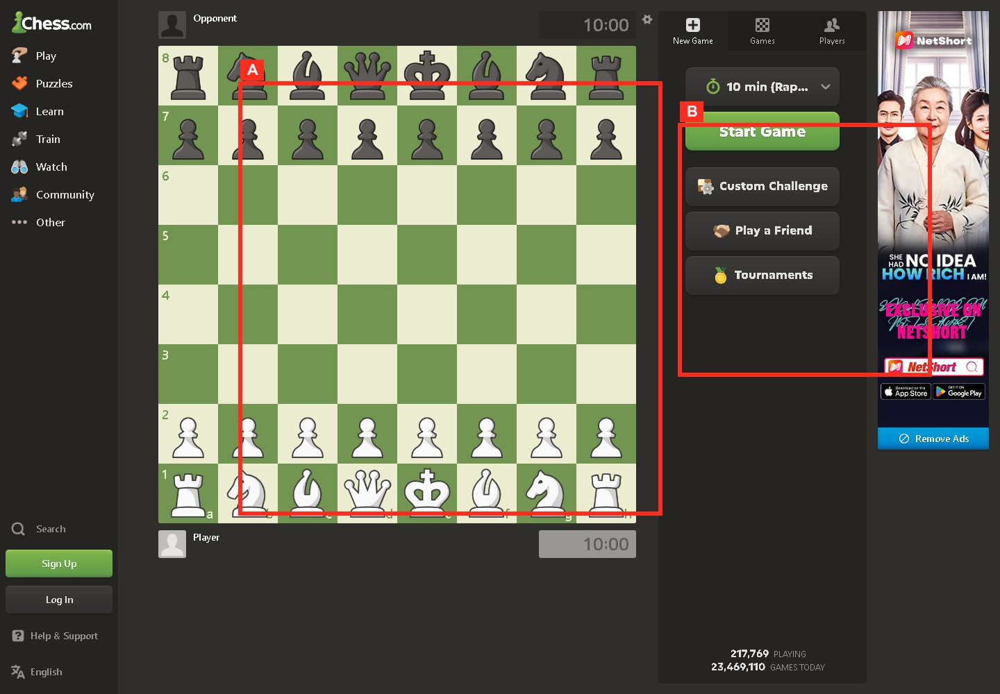 Chess.com
Play
Puzzles
Learn
Train
Watch
Community
Other
Search
Sign Up
Log In
Help & Support
English
Opponent
10:00
8
7
6
5
4
3
2
1
a
b
c
d
e
f
g
h
A
Player
10:00
New Game
Games
Players
10 min (Rap...
B
Start Game
Custom Challenge
Play a Friend
Tournaments
217,769 PLAYING
23,469,110 GAMES TODAY
NetShort
SHE HAD NO IDEA
HOW RICH I AM!
EXCLUSIVE ON
NETSHORT
NetShort
Download on the
App Store
GET IT ON
Google Play
Remove Ads